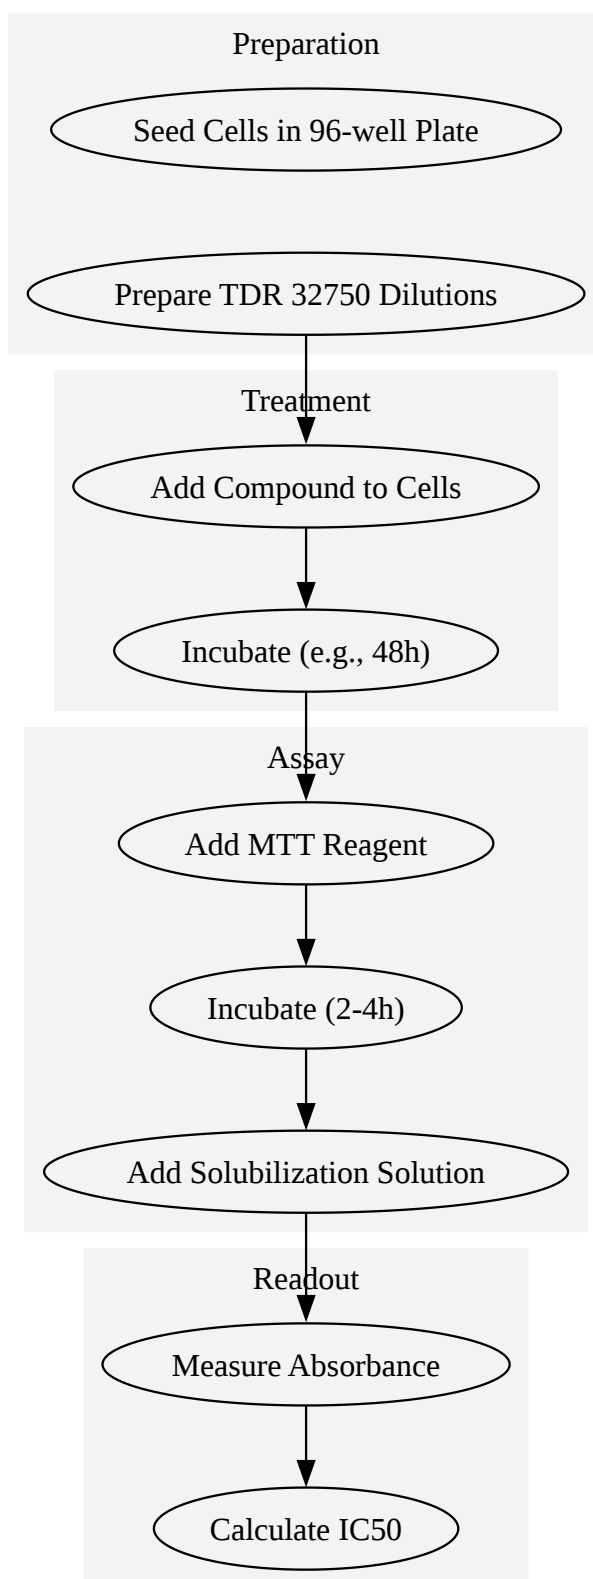 Preparation
Seed Cells in 96-well Plate
Prepare TDR 32750 Dilutions
Treatment
Add Compound to Cells
Incubate (e.g., 48h)
Assay
Add MTT Reagent
Incubate (2-4h)
Add Solubilization Solution
Readout
Measure Absorbance
Calculate IC50